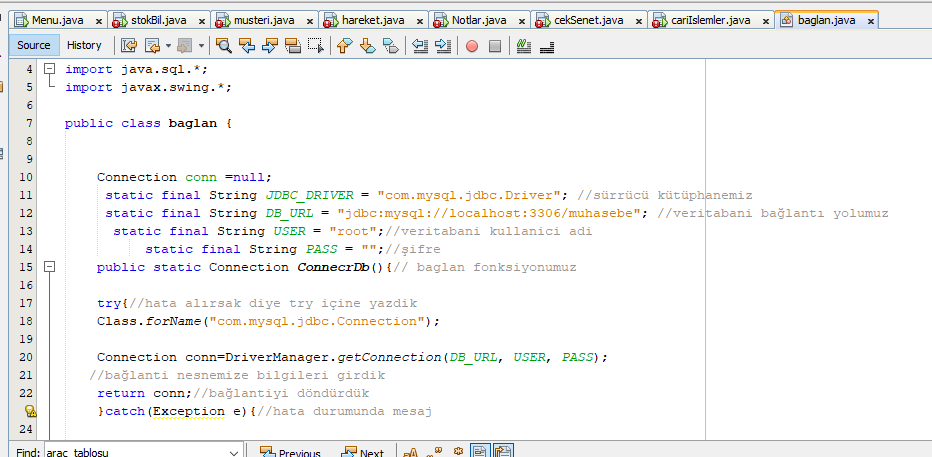 Menu.java × stokBil.java × musteri.java × hareket.java × Notlar.java × cekSenet.java × cariIslemler.java × baglan.java ×
Source History
4 import java.sql.*;
5 import javax.swing.*;
6
7 public class baglan {
8
9
10 Connection conn =null;
11 static final String JDBC_DRIVER = "com.mysql.jdbc.Driver"; //sürrücü kütüphanemiz
12 static final String DB_URL = "jdbc:mysql://localhost:3306/muhasebe"; //veritabani bağlantı yolumuz
13 static final String USER = "root";//veritabani kullanici adi
14 static final String PASS = "";//şifre
15 public static Connection ConnecrDb(){// baglan fonksiyonumuz
16
17 try{//hata alırsak diye try içine yazdik
18 Class.forName("com.mysql.jdbc.Connection");
19
20 Connection conn=DriverManager.getConnection(DB_URL, USER, PASS);
21 //bağlanti nesnemize bilgileri girdik
22 return conn;//bağlantiyi döndürdük
}catch(Exception e){//hata durumunda mesaj
24
Find: arac_tablosu Previous Next